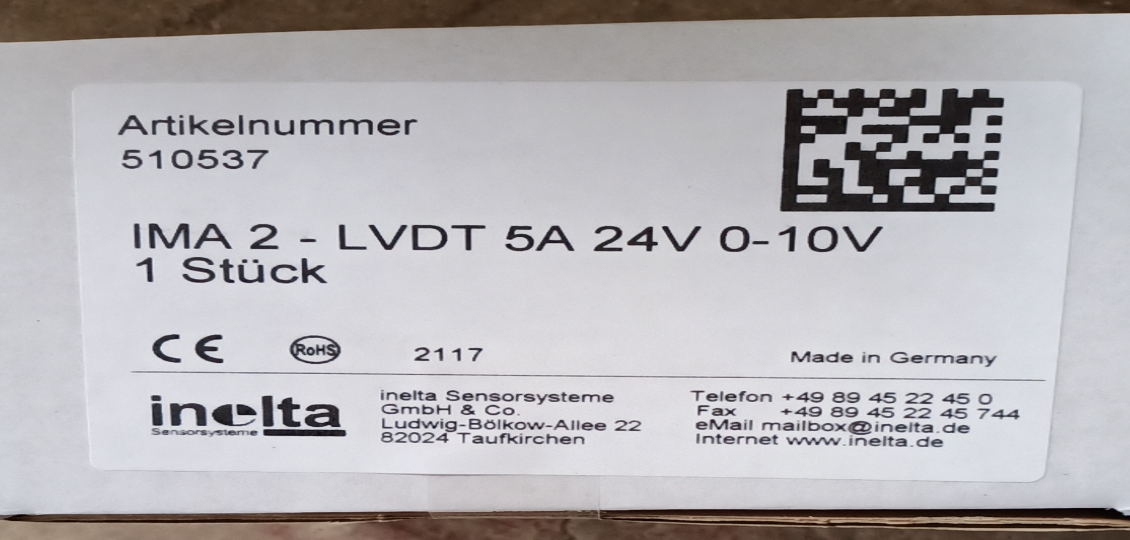 Artikelnummer
510537
IMA 2 - LVDT 5A 24V 0-10V
1 Stück
CE RoHS 2117 Made in Germany
inelta
Sensorsysteme
inelta Sensorsysteme
GmbH & Co.
Ludwig-Bölkow-Allee 22
82024 Taufkirchen
Telefon +49 89 45 22 45 0
Fax +49 89 45 22 45 744
eMail mailbox@inelta.de
Internet www.inelta.de